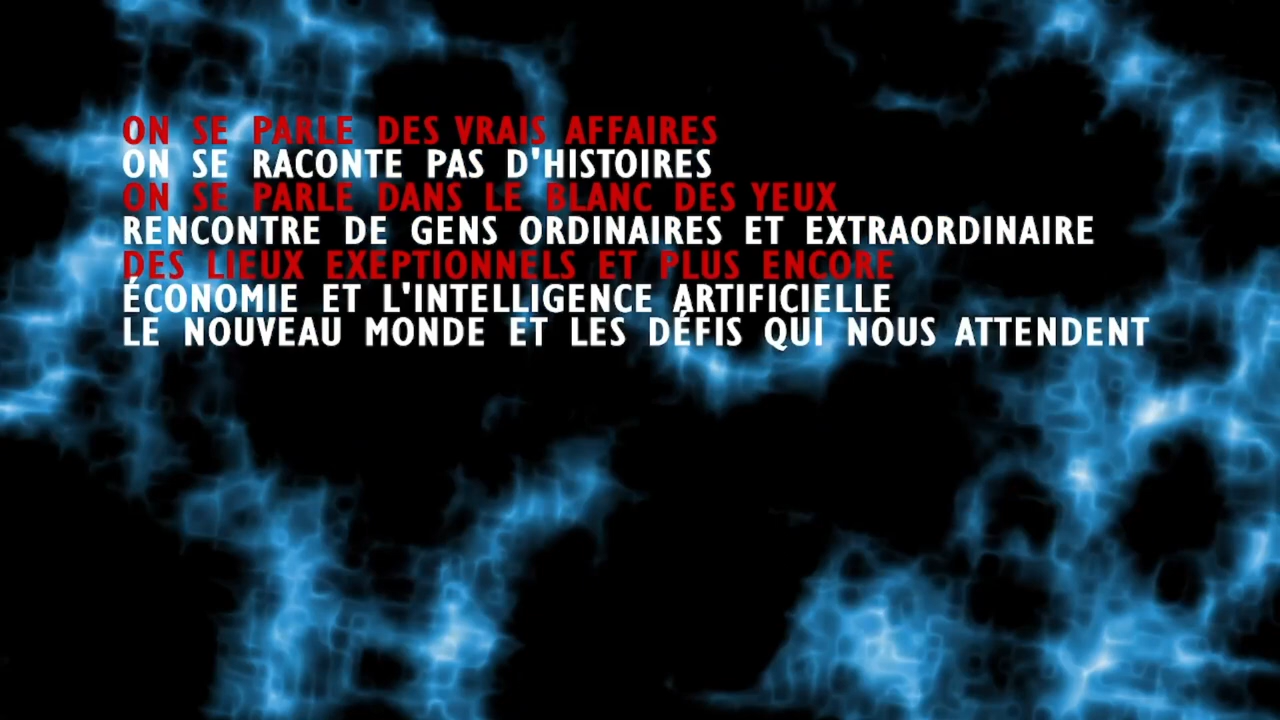 ON SE PARLE DES VRAIS AFFAIRES
ON SE RACONTE PAS D'HISTOIRES
ON SE PARLE DANS LE BLANC DES YEUX
RENCONTRE DE GENS ORDINAIRES ET EXTRAORDINAIRE
DES LIEUX EXEPTIONNELS ET PLUS ENCORE
ÉCONOMIE ET L'INTELLIGENCE ARTIFICIELLE
LE NOUVEAU MONDE ET LES DÉFIS QUI NOUS ATTENDENT